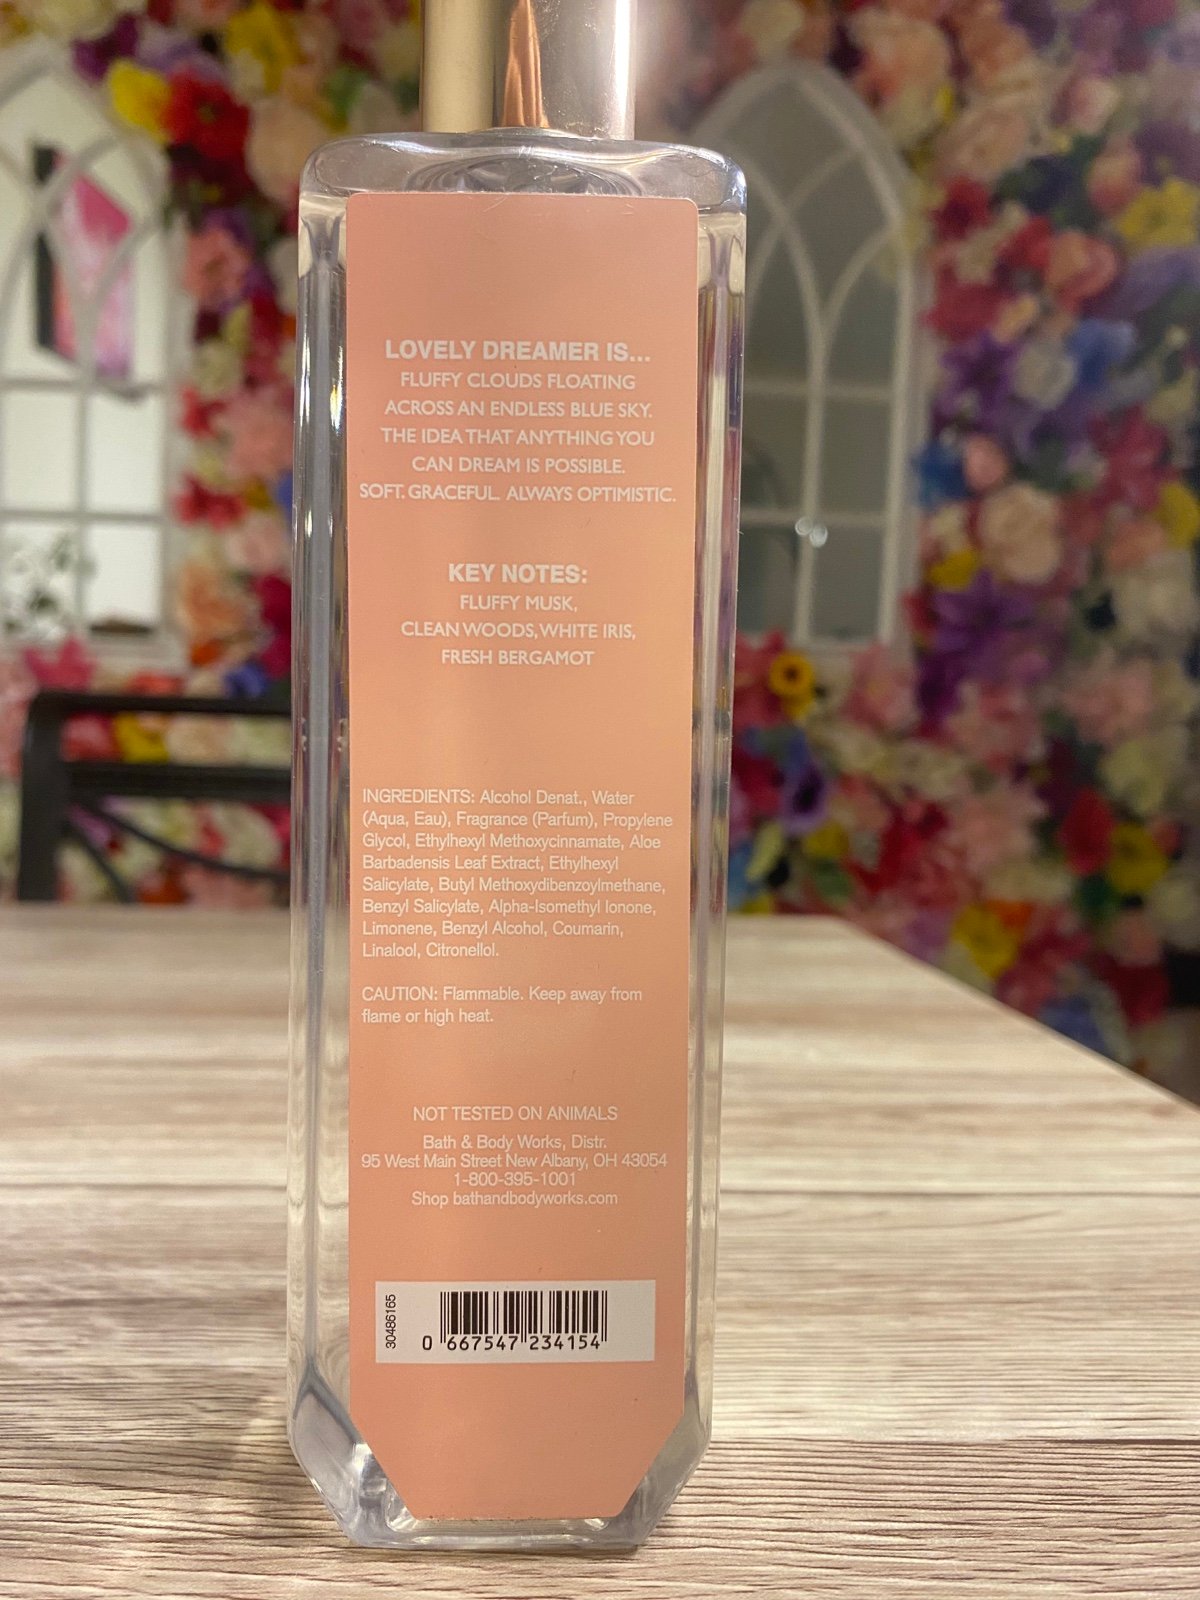 LOVELY DREAMER IS...
FLUFFY CLOUDS FLOATING
ACROSS AN ENDLESS BLUE SKY.
THE IDEA THAT ANYTHING YOU
CAN DREAM IS POSSIBLE.
SOFT. GRACEFUL. ALWAYS OPTIMISTIC.
KEY NOTES:
FLUFFY MUSK,
CLEAN WOODS, WHITE IRIS,
FRESH BERGAMOT
INGREDIENTS: Alcohol Denat., Water
(Aqua, Eau), Fragrance (Parfum), Propylene
Glycol, Ethylhexyl Methoxycinnamate, Aloe
Barbadensis Leaf Extract, Ethylhexyl
Salicylate, Butyl Methoxydibenzoylmethane,
Benzyl Salicylate, Alpha-Isomethyl Ionone,
Limonene, Benzyl Alcohol, Coumarin,
Linalool, Citronellol.
CAUTION: Flammable. Keep away from
flame or high heat.
NOT TESTED ON ANIMALS
Bath & Body Works, Distr.
95 West Main Street New Albany, OH 43054
1-800-395-1001
Shop bathandbodyworks.com
30486165
0 667547 234154